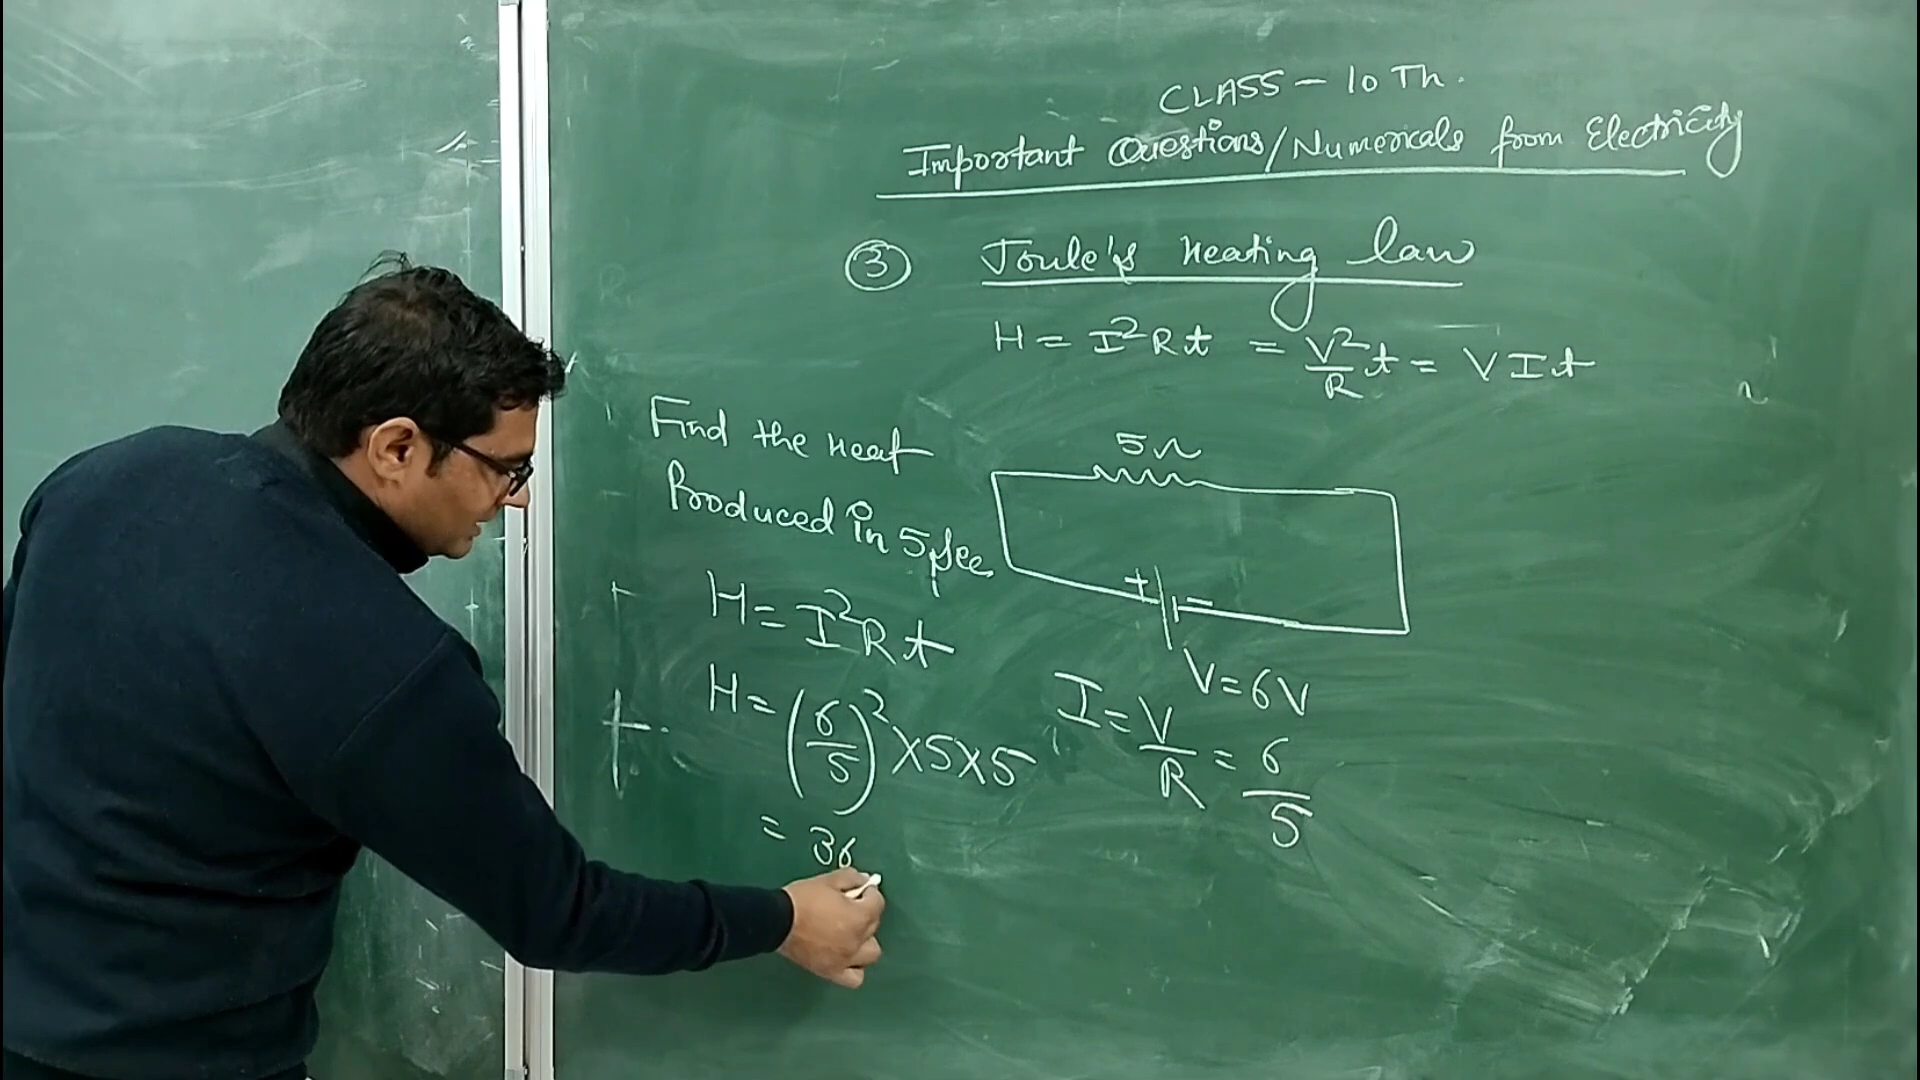 CLASS - 10 Th.
Important Questions/Numericals from Electricity
③ Joule's Heating law
H = I²Rt = V²/R t = VIt
Find the Heat
Produced in 5 sec
5Ω
+ -
V=6V
H = I²Rt
H = (6/5)² ×5×5
= 36
I = V/R = 6/5